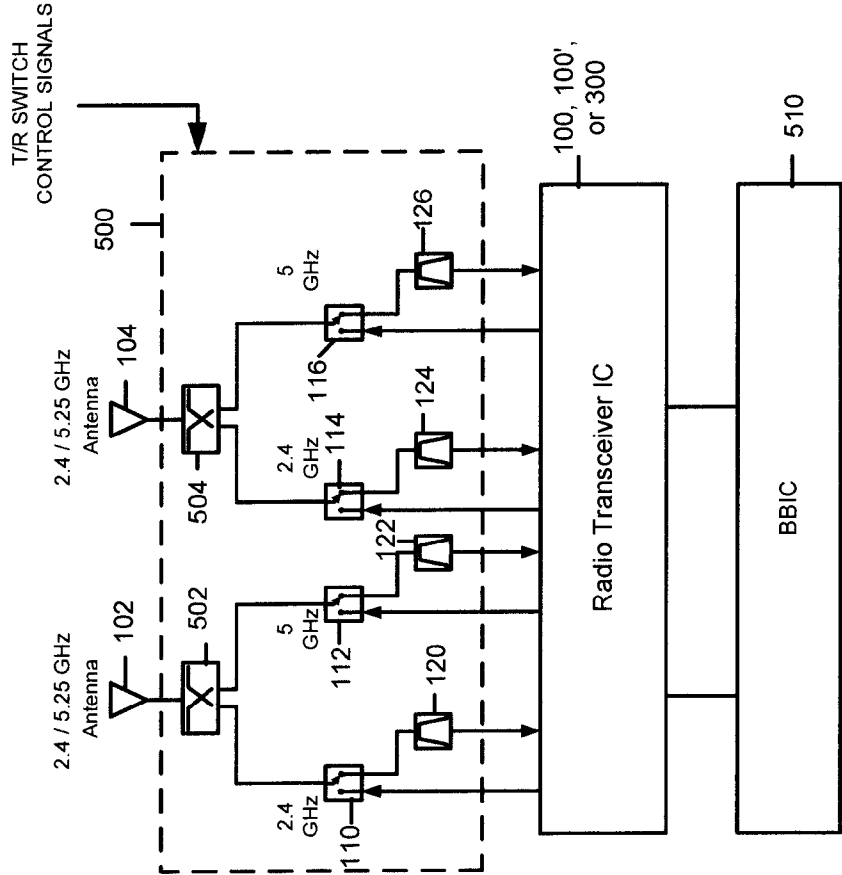 T/R SWITCH
CONTROL SIGNALS
2.4 / 5.25 GHz
Antenna
102
2.4 / 5.25 GHz
Antenna
104
500
502
504
2.4
GHz
110
5
GHz
112
2.4
GHz
114
5
GHz
116
120
122
124
126
Radio Transceiver IC
100, 100',
or 300
BBIC
510